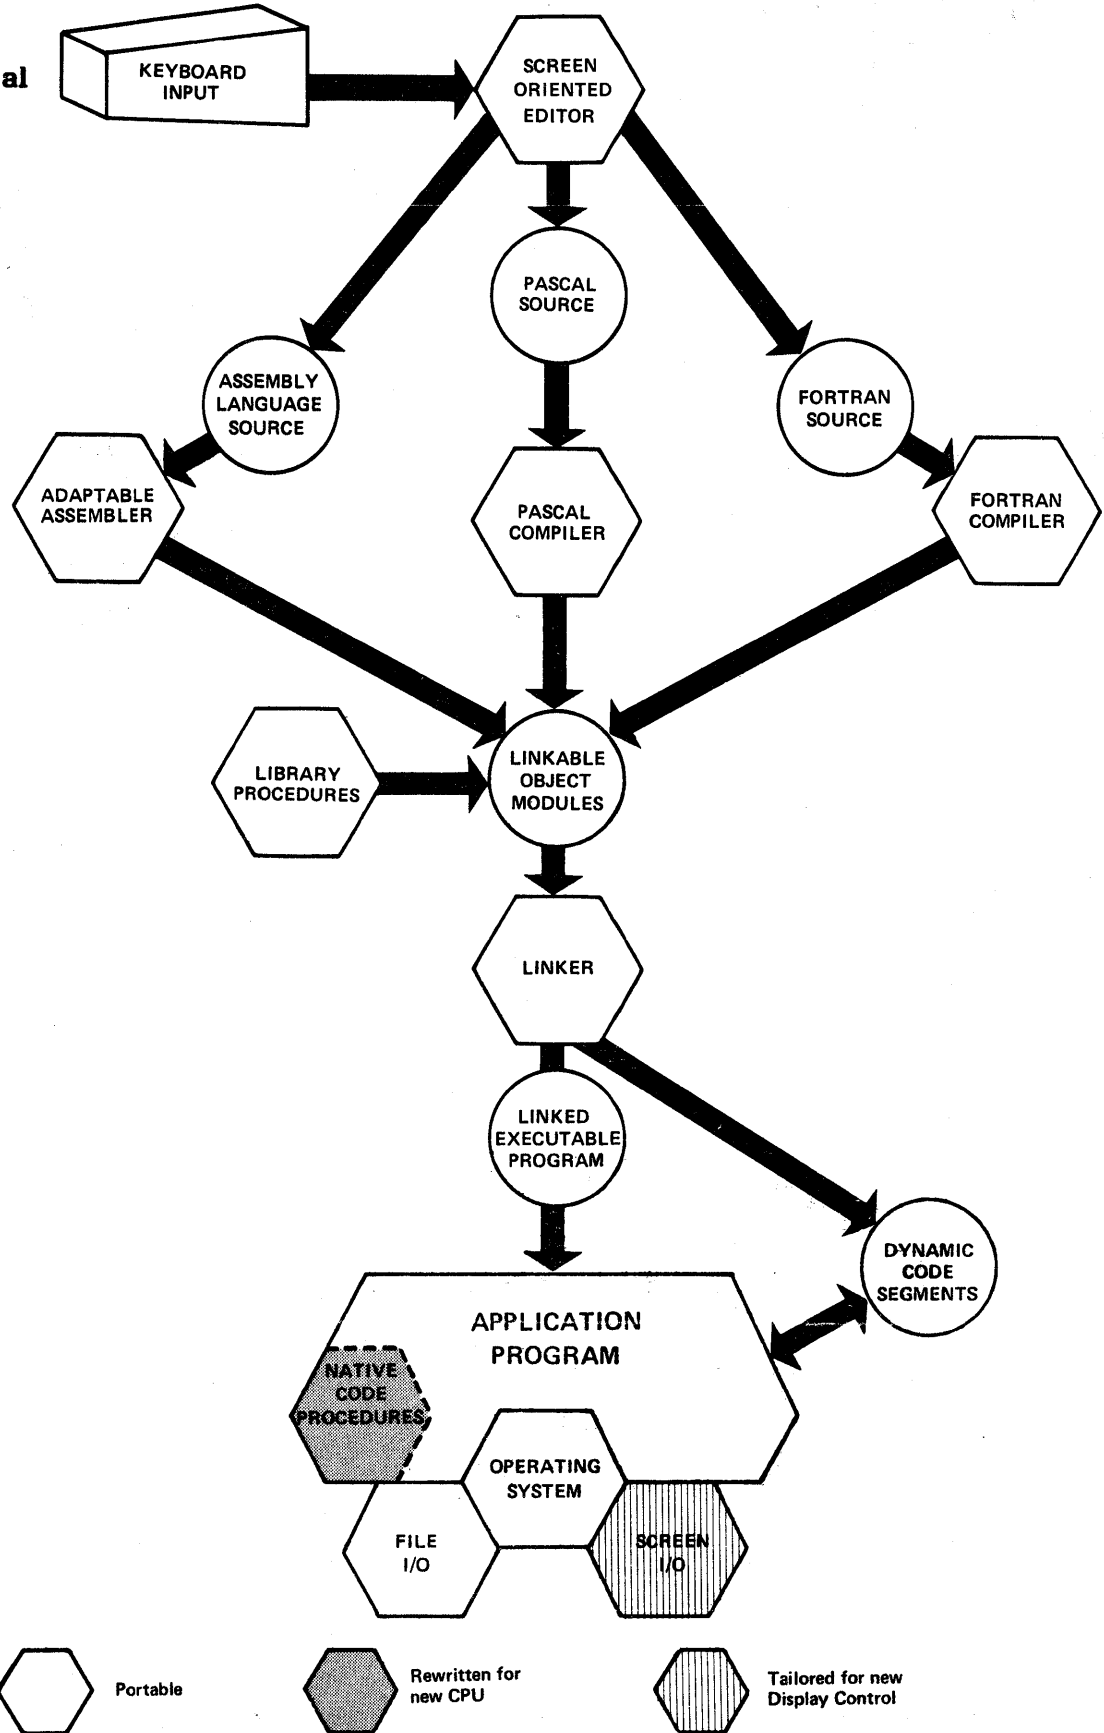 al
KEYBOARD
INPUT
SCREEN
ORIENTED
EDITOR
PASCAL
SOURCE
ASSEMBLY
LANGUAGE
SOURCE
FORTRAN
SOURCE
ADAPTABLE
ASSEMBLER
PASCAL
COMPILER
FORTRAN
COMPILER
LIBRARY
PROCEDURES
LINKABLE
OBJECT
MODULES
LINKER
LINKED
EXECUTABLE
PROGRAM
DYNAMIC
CODE
SEGMENTS
APPLICATION
PROGRAM
NATIVE
CODE
PROCEDURES
OPERATING
SYSTEM
FILE
I/O
SCREEN
I/O
Portable
Rewritten for
new CPU
Tailored for new
Display Control